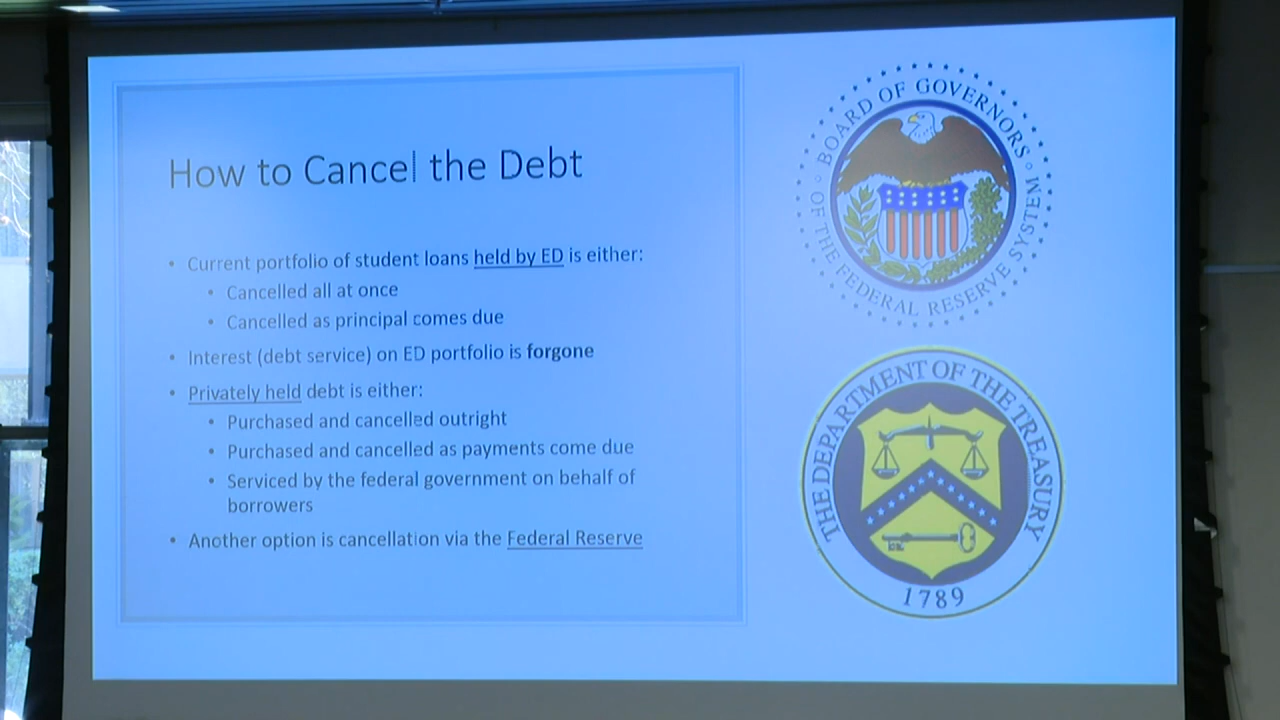 How to Cancel the Debt
• Current portfolio of student loans held by ED is either:
• Cancelled all at once
• Cancelled as principal comes due
• Interest (debt service) on ED portfolio is forgone
• Privately held debt is either:
• Purchased and cancelled outright
• Purchased and cancelled as payments come due
• Serviced by the federal government on behalf of
borrowers
• Another option is cancellation via the Federal Reserve
BOARD OF GOVERNORS
OF THE FEDERAL RESERVE SYSTEM
THE DEPARTMENT OF THE TREASURY
1789